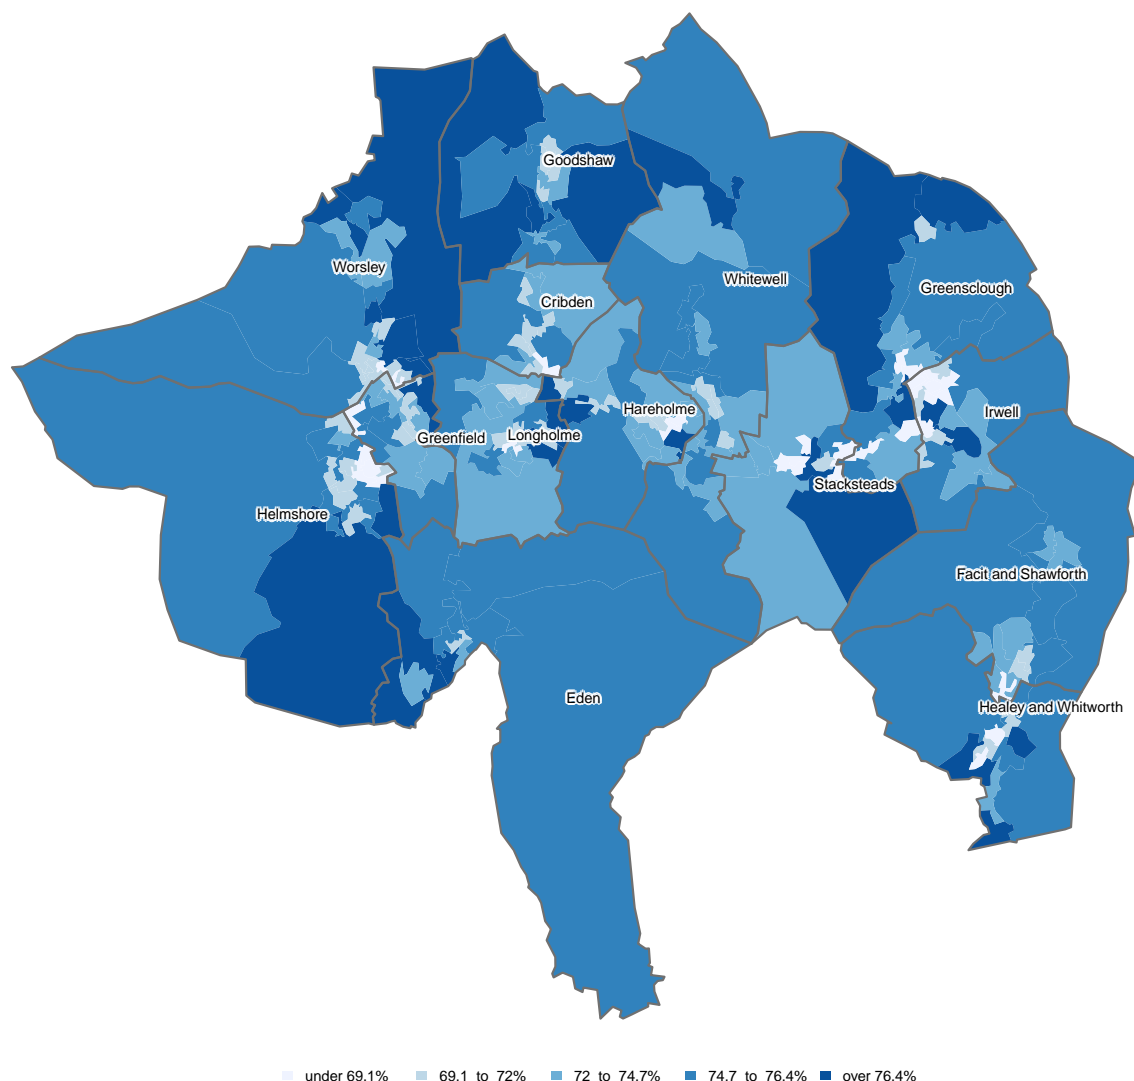 Goodshaw
Worsley
Whitewell
Greensclough
Cribden
Hareholme
Irwell
Greenfield
Longholme
Stacksteads
Helmshore
Facit and Shawforth
Eden
Healey and Whitworth
under 69.1% 69.1 to 72% 72 to 74.7% 74.7 to 76.4% over 76.4%